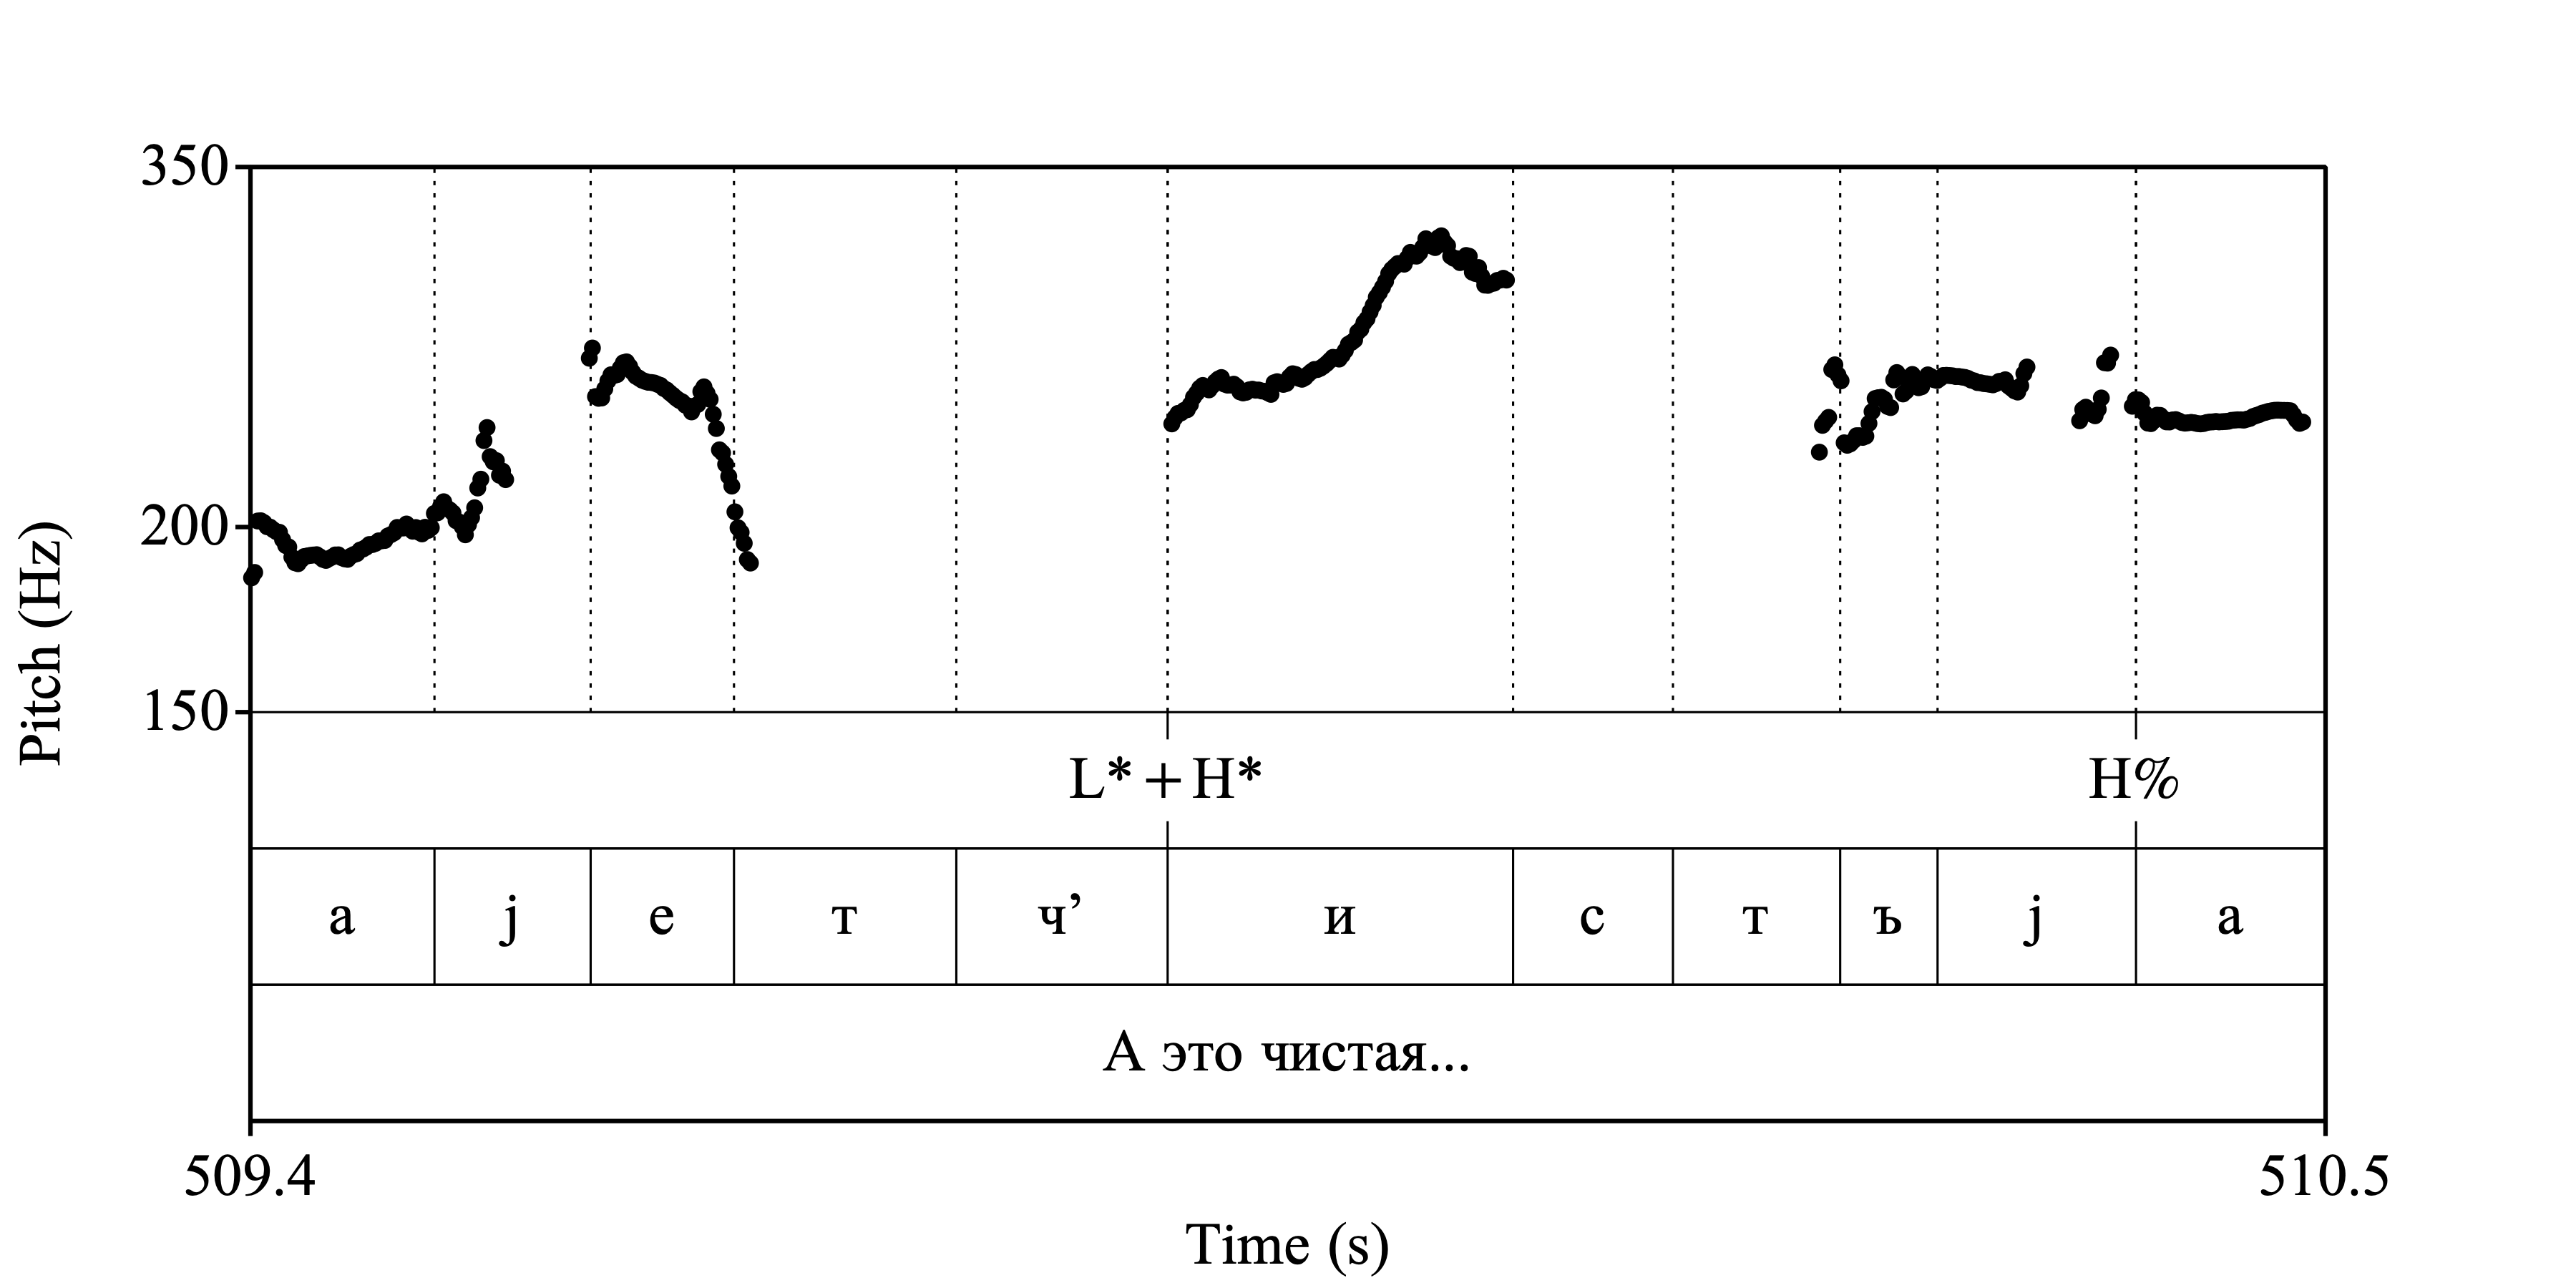 350
200
150
Pitch (Hz)
L* + H* H%
а j е т ч’ и с т ъ j а
А это чистая...
509.4 510.5
Time (s)